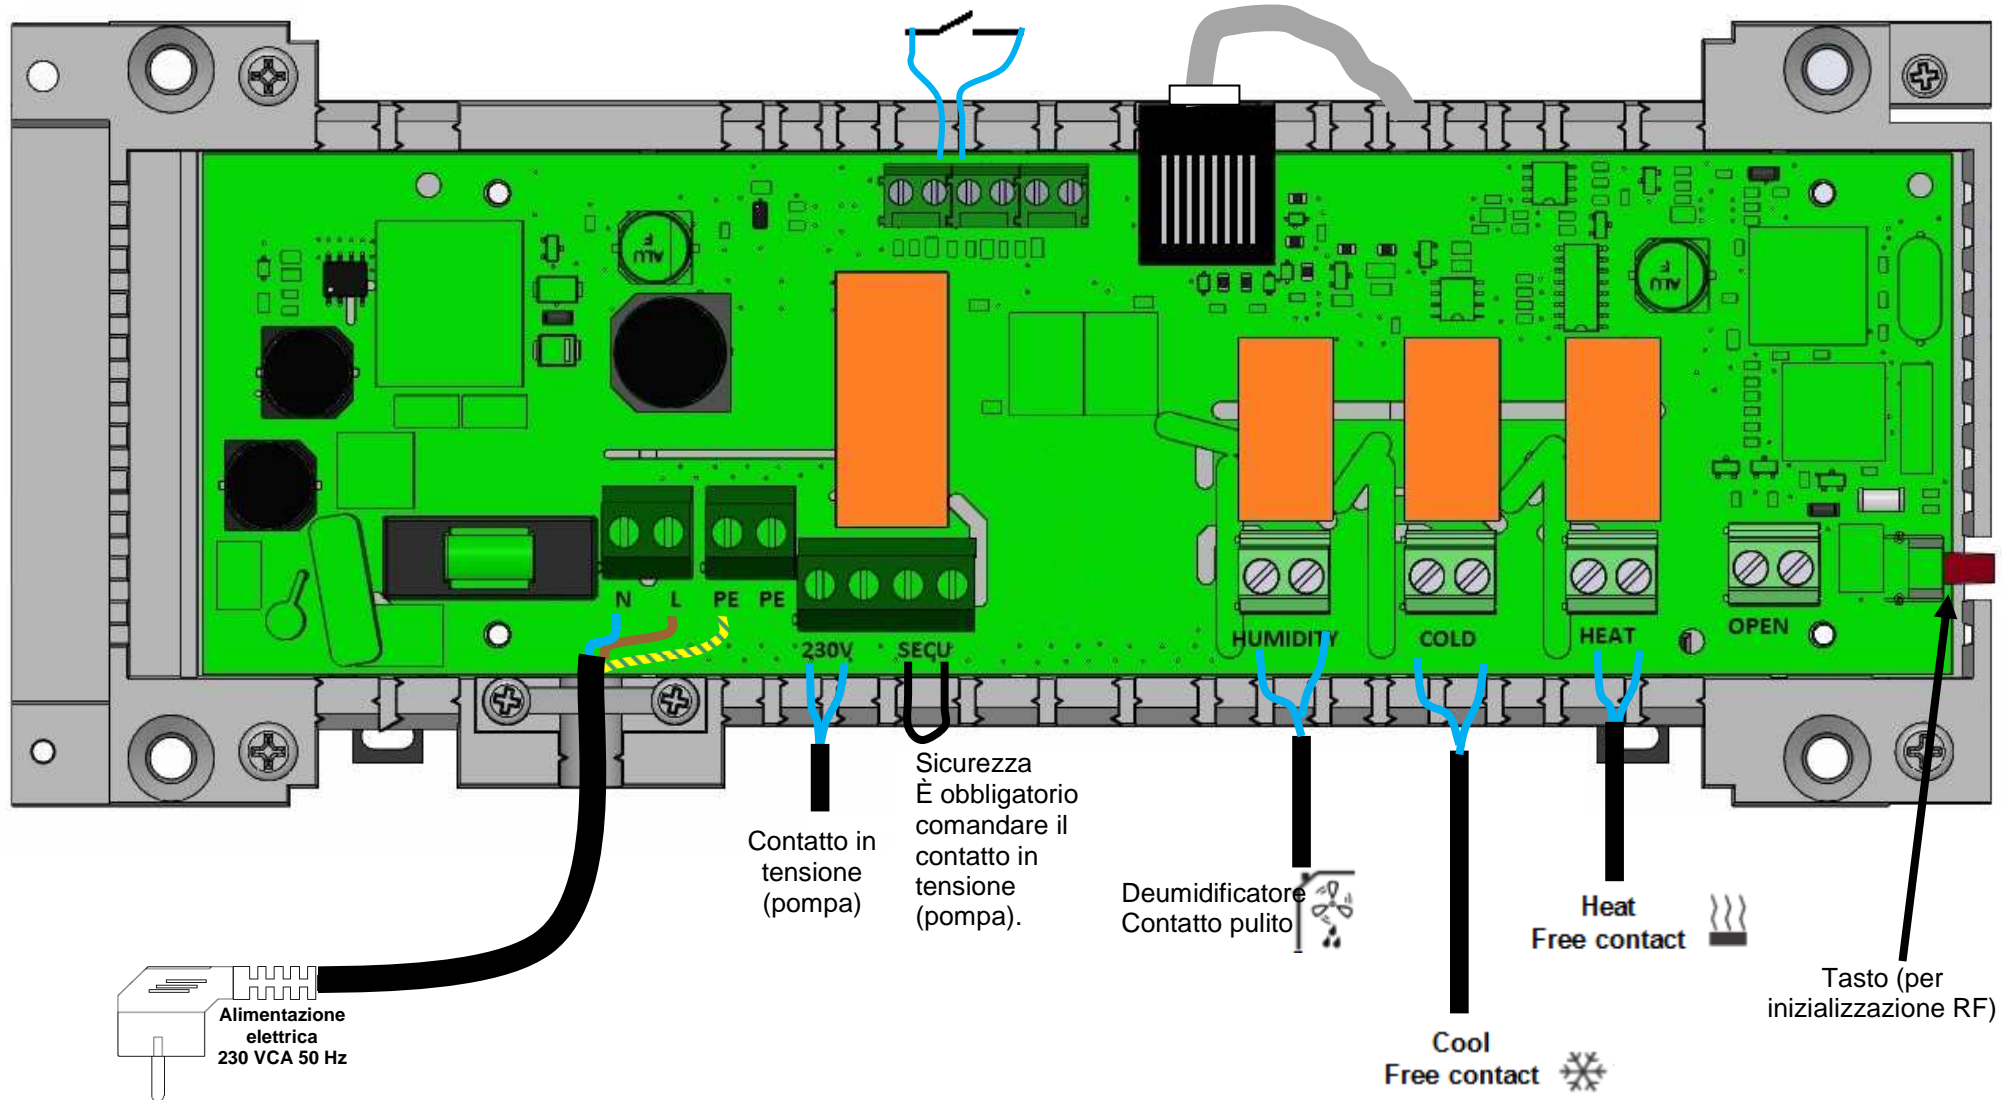 ALU
F
ALU
F
N L PE PE
230V SECU
HUMIDITY
COLD
HEAT
OPEN
Contatto in
tensione
(pompa)
Sicurezza
È obbligatorio
comandare il
contatto in
tensione
(pompa).
Deumidificatore
Contatto pulito
Cool
Free contact
Heat
Free contact
Tasto (per
inizializzazione RF)
Alimentazione
elettrica
230 VCA 50 Hz